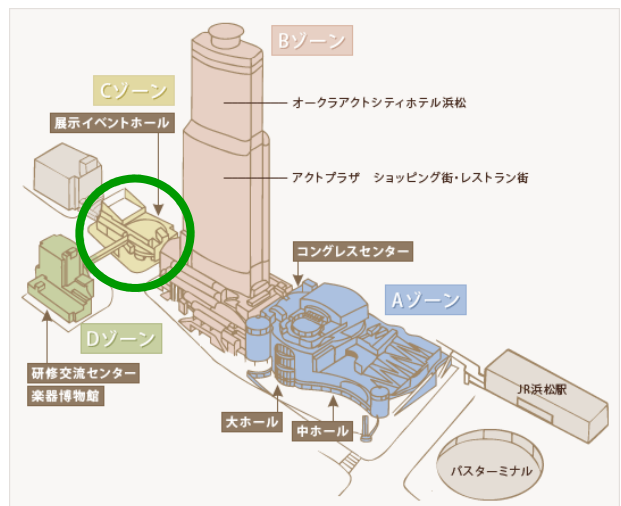 Bゾーン
Cゾーン
展示イベントホール
オークラアクトシティホテル浜松
アクトプラザ ショッピング街・レストラン街
コングレスセンター
Aゾーン
Dゾーン
研修交流センター
楽器博物館
大ホール
中ホール
JR浜松駅
バスターミナル